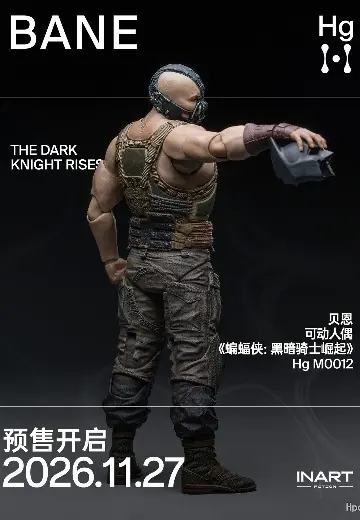 BANE
Hg
THE DARK
KNIGHT RISES
贝恩
可动人偶
《蝙蝠侠: 黑暗骑士崛起》
Hg M0012
预售开启
2026.11.27
INART